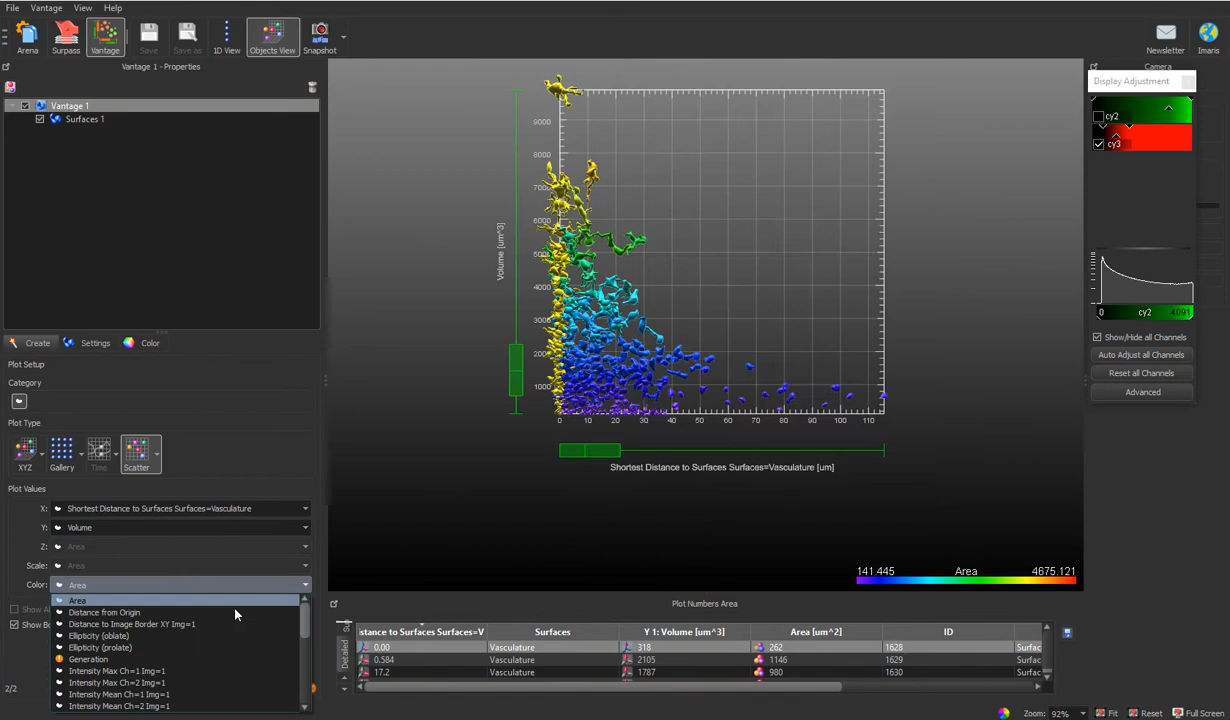 File Vantage View Help
Arena Surpass Vantage Save Save as 1D View Objects View Snapshot Newsletter Imaris
Vantage 1 - Properties
Camera
Display Adjustment
Vantage 1
Surfaces 1
cy2
cy3
9000
8000
7000
6000
5000
4000
3000
2000
1000
Volume [um^3]
0 10 20 30 40 50 60 70 80 90 100 110
Shortest Distance to Surfaces Surfaces=Vasculature [um]
0 cy2 4091
Show/Hide all Channels
Auto Adjust all Channels
Reset all Channels
Advanced
Create Settings Color
Plot Setup
Category
Plot Type
XYZ Gallery Time Scatter
Plot Values
X: Shortest Distance to Surfaces Surfaces=Vasculature
Y: Volume
Z: Area
Scale: Area
Color: Area
Area
Distance from Origin
Distance to Image Border XY Img=1
Ellipticity (oblate)
Ellipticity (prolate)
Generation
Intensity Max Ch=1 Img=1
Intensity Max Ch=2 Img=1
Intensity Mean Ch=1 Img=1
Intensity Mean Ch=2 Img=1
Show
Show
2/2
141.445 Area 4675.121
Plot Numbers Area
Detailed
istance to Surfaces Surfaces=V Surfaces Y 1: Volume [um^3] Area [um^2] ID
0.00 Vasculature 318 262 1628 Surfac
0.584 Vasculature 2105 1146 1629 Surfac
17.2 Vasculature 1787 980 1630 Surfac
Zoom: 92% Fit Reset Full Screen